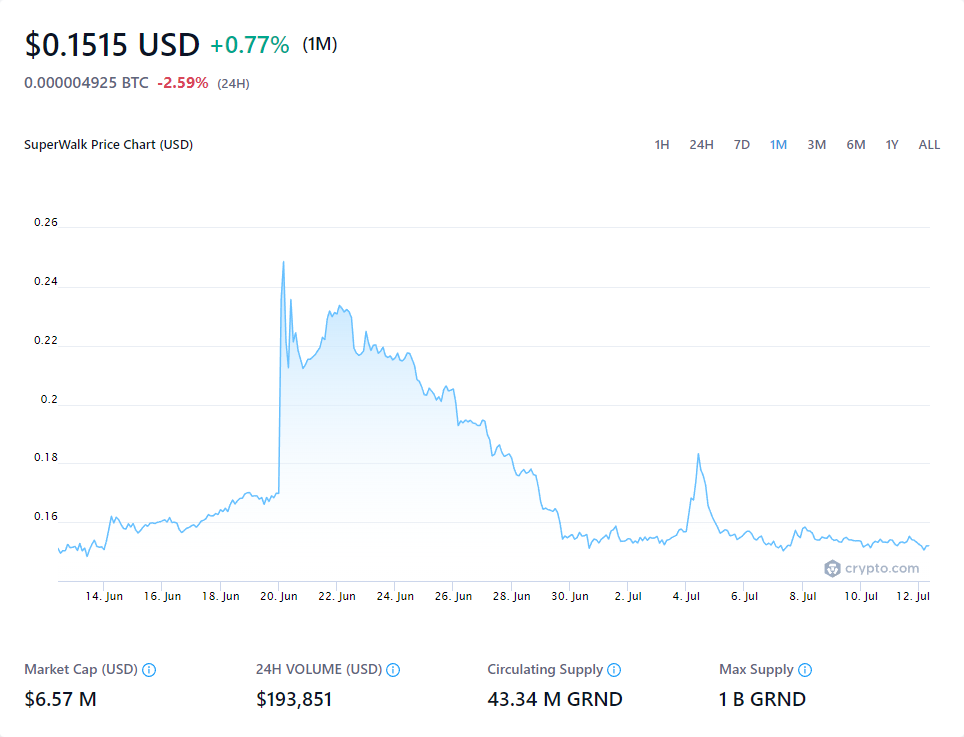 $0.1515 USD +0.77% (1M)
0.000004925 BTC -2.59% (24H)
SuperWalk Price Chart (USD) 1H 24H 7D 1M 3M 6M 1Y ALL
0.26
0.24
0.22
0.2
0.18
0.16
crypto.com
14. Jun 16. Jun 18. Jun 20. Jun 22. Jun 24. Jun 26. Jun 28. Jun 30. Jun 2. Jul 4. Jul 6. Jul 8. Jul 10. Jul 12. Jul
Market Cap (USD) 24H VOLUME (USD) Circulating Supply Max Supply
$6.57 M $193,851 43.34 M GRND 1 B GRND